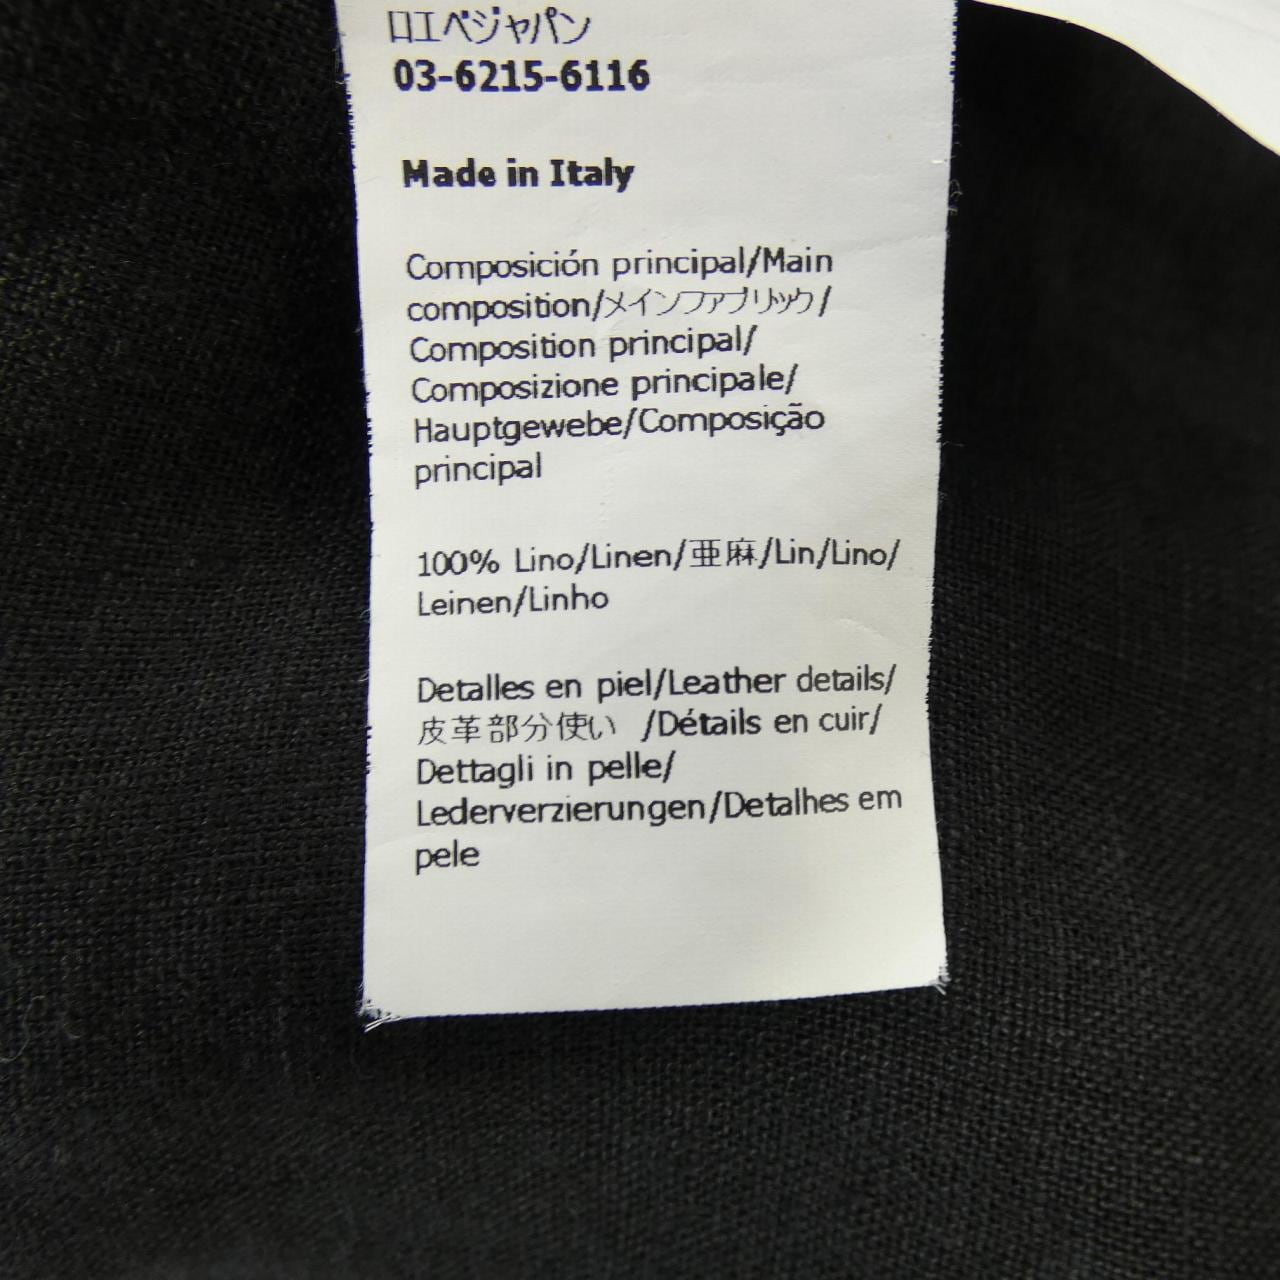 ロエベジャパン
03-6215-6116
Made in Italy
Composición principal/Main
composition/メインファブリック/
Composition principal/
Composizione principale/
Hauptgewebe/Composição
principal
100% Lino/Linen/亜麻/Lin/Lino/
Leinen/Linho
Detalles en piel/Leather details/
皮革部分使い /Détails en cuir/
Dettagli in pelle/
Lederverzierungen/Detalhes em
pele